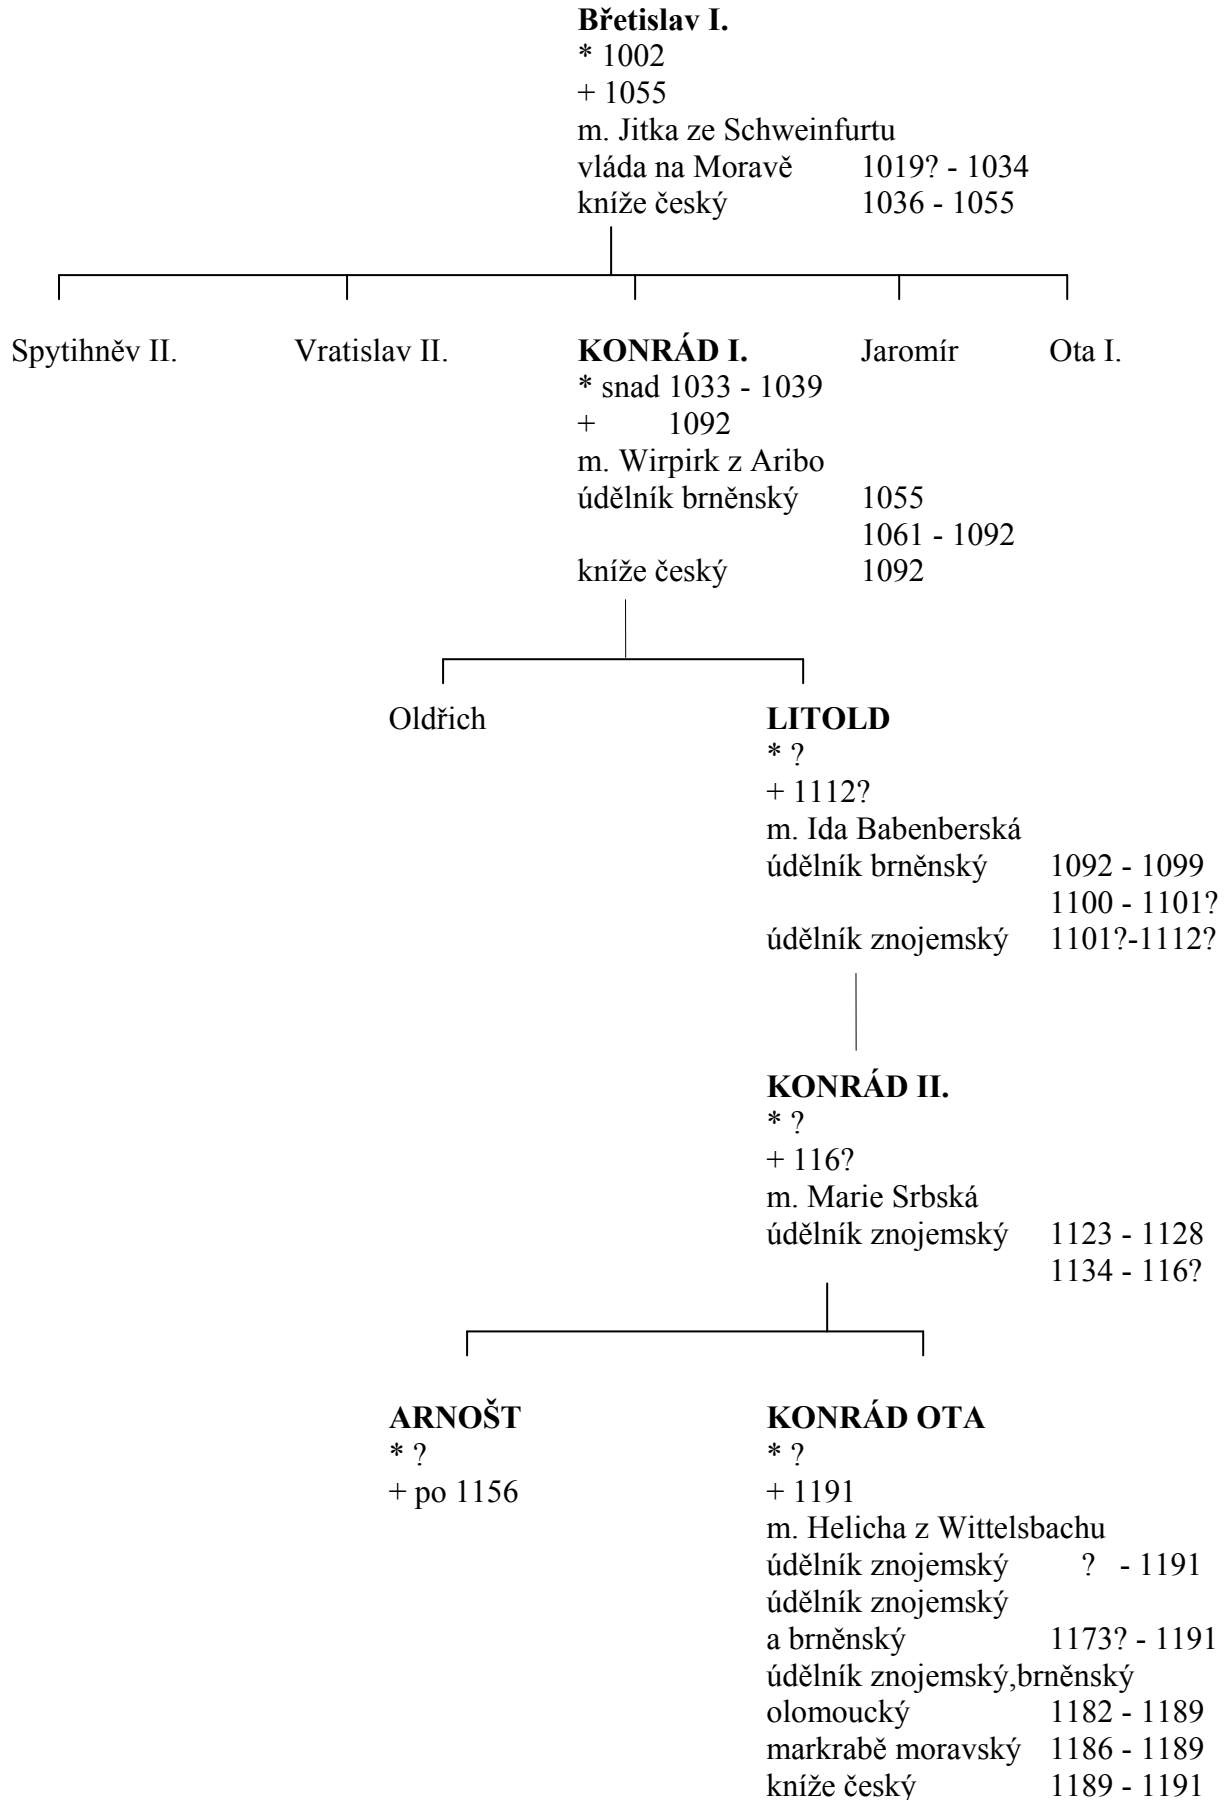 Břetislav I.
* 1002
+ 1055
m. Jitka ze Schweinfurtu
vláda na Moravě 1019? - 1034
kníže český 1036 - 1055
Spytihněv II. Vratislav II. KONRÁD I. Jaromír Ota I.
* snad 1033 - 1039
+ 1092
m. Wirpirk z Aribo
údělník brněnský 1055
1061 - 1092
kníže český 1092
Oldřich LITOLD
* ?
+ 1112?
m. Ida Babenberská
údělník brněnský 1092 - 1099
1100 - 1101?
údělník znojemský 1101?-1112?
KONRÁD II.
* ?
+ 116?
m. Marie Srbská
údělník znojemský 1123 - 1128
1134 - 116?
ARNOŠT KONRÁD OTA
* ? * ?
+ po 1156 + 1191
m. Helicha z Wittelsbachu
údělník znojemský ? - 1191
údělník znojemský
a brněnský 1173? - 1191
údělník znojemský,brněnský
olomoucký 1182 - 1189
markrabě moravský 1186 - 1189
kníže český 1189 - 1191